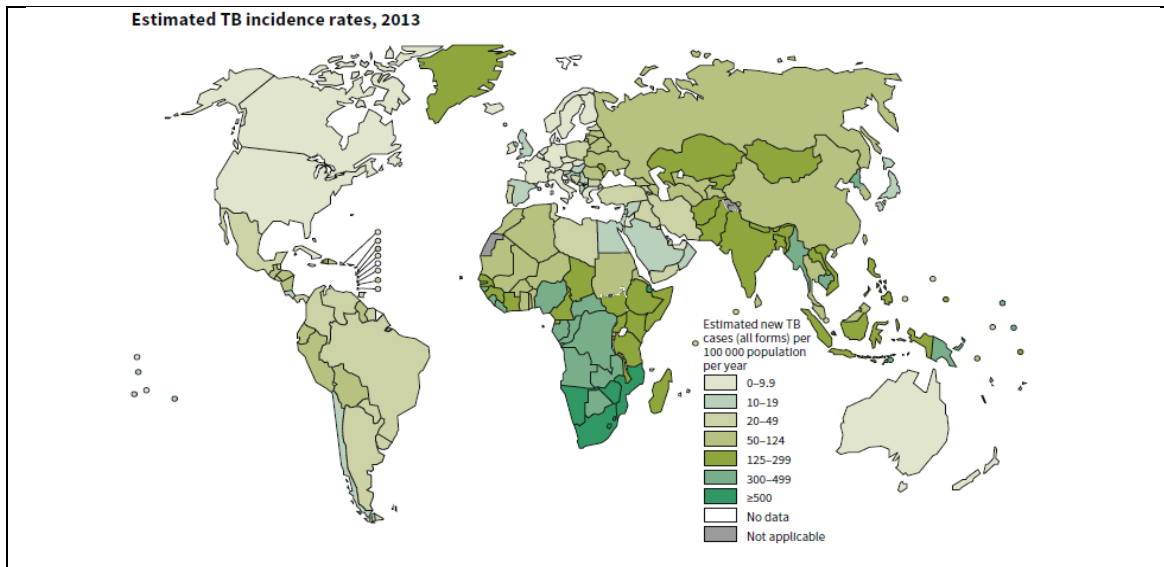 Estimated TB incidence rates, 2013
Estimated new TB
cases (all forms) per
100 000 population
per year
0–9.9
10–19
20–49
50–124
125–299
300–499
≥500
No data
Not applicable